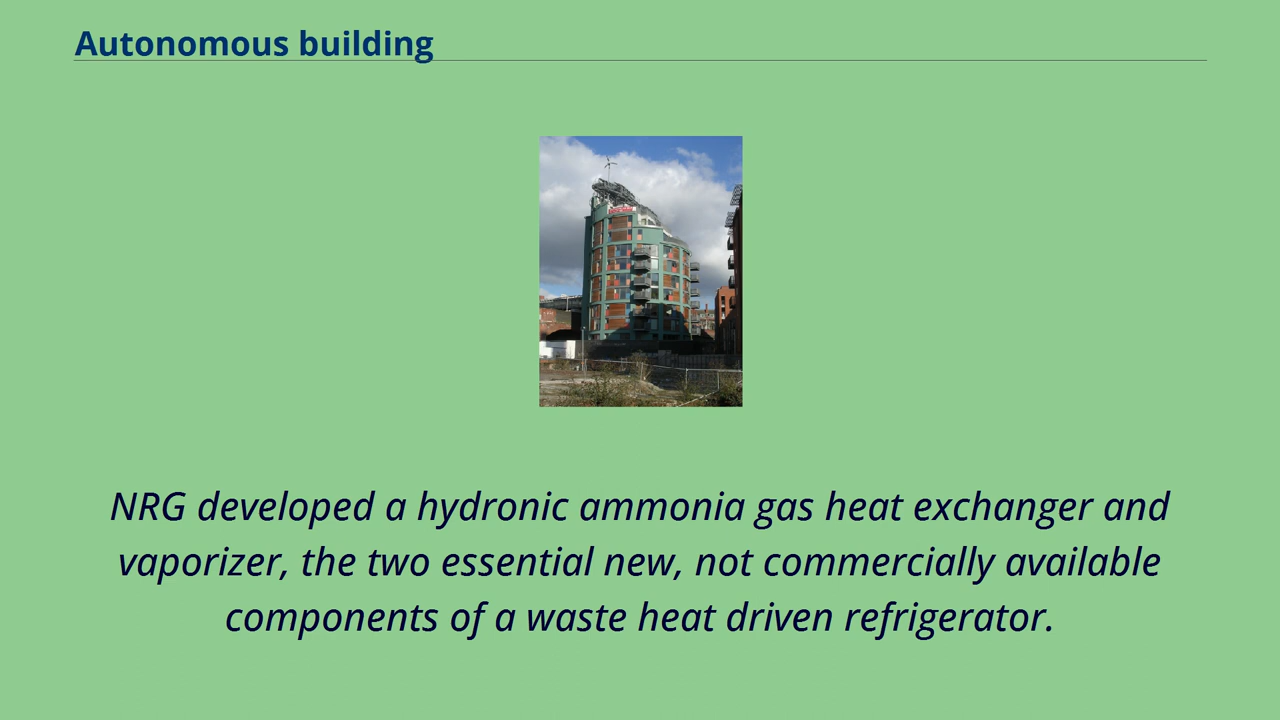 Autonomous building
NRG developed a hydronic ammonia gas heat exchanger and
vaporizer, the two essential new, not commercially available
components of a waste heat driven refrigerator.